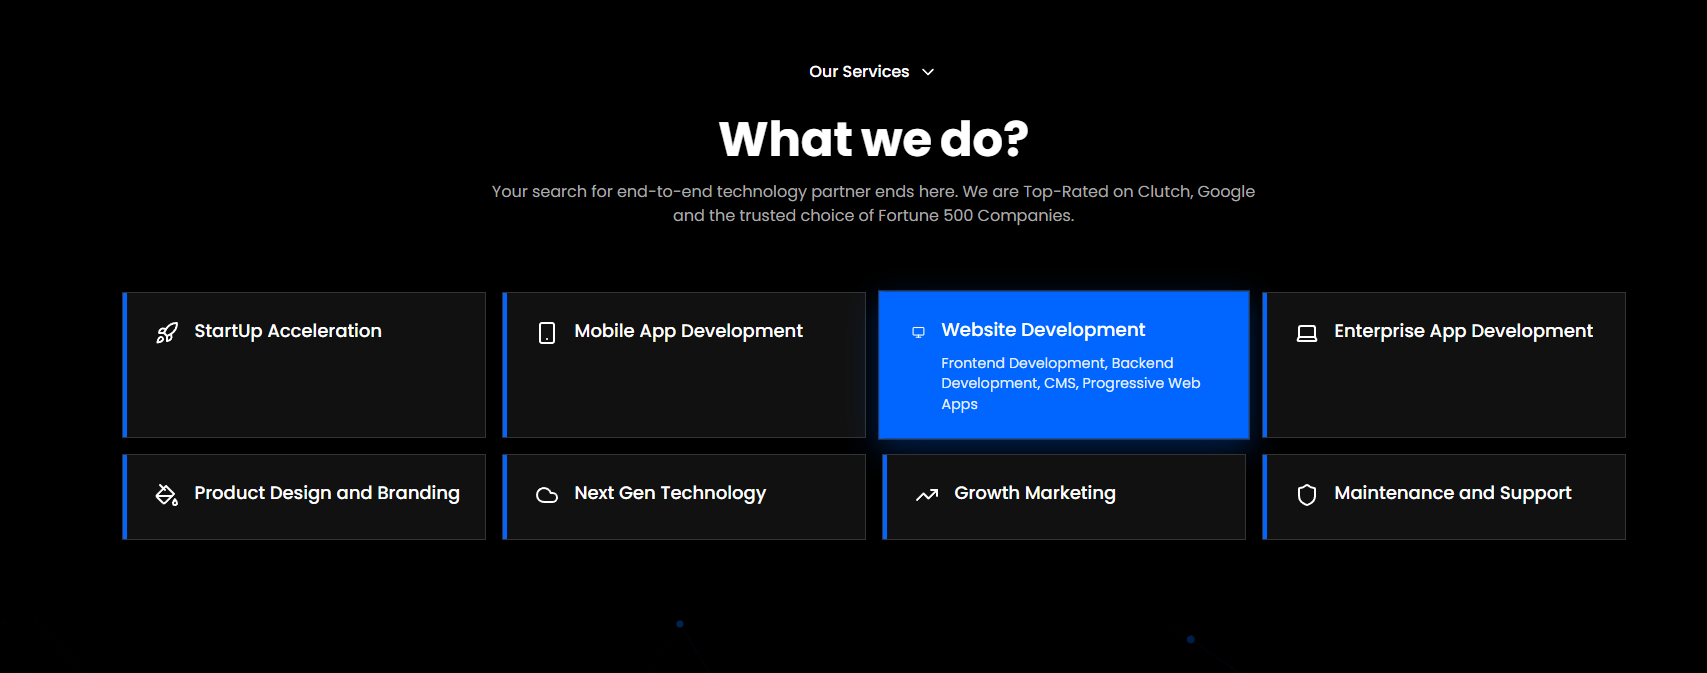 Our Services
What we do?
Your search for end-to-end technology partner ends here. We are Top-Rated on Clutch, Google
and the trusted choice of Fortune 500 Companies.
StartUp Acceleration
Mobile App Development
Website Development
Frontend Development, Backend
Development, CMS, Progressive Web
Apps
Enterprise App Development
Product Design and Branding
Next Gen Technology
Growth Marketing
Maintenance and Support